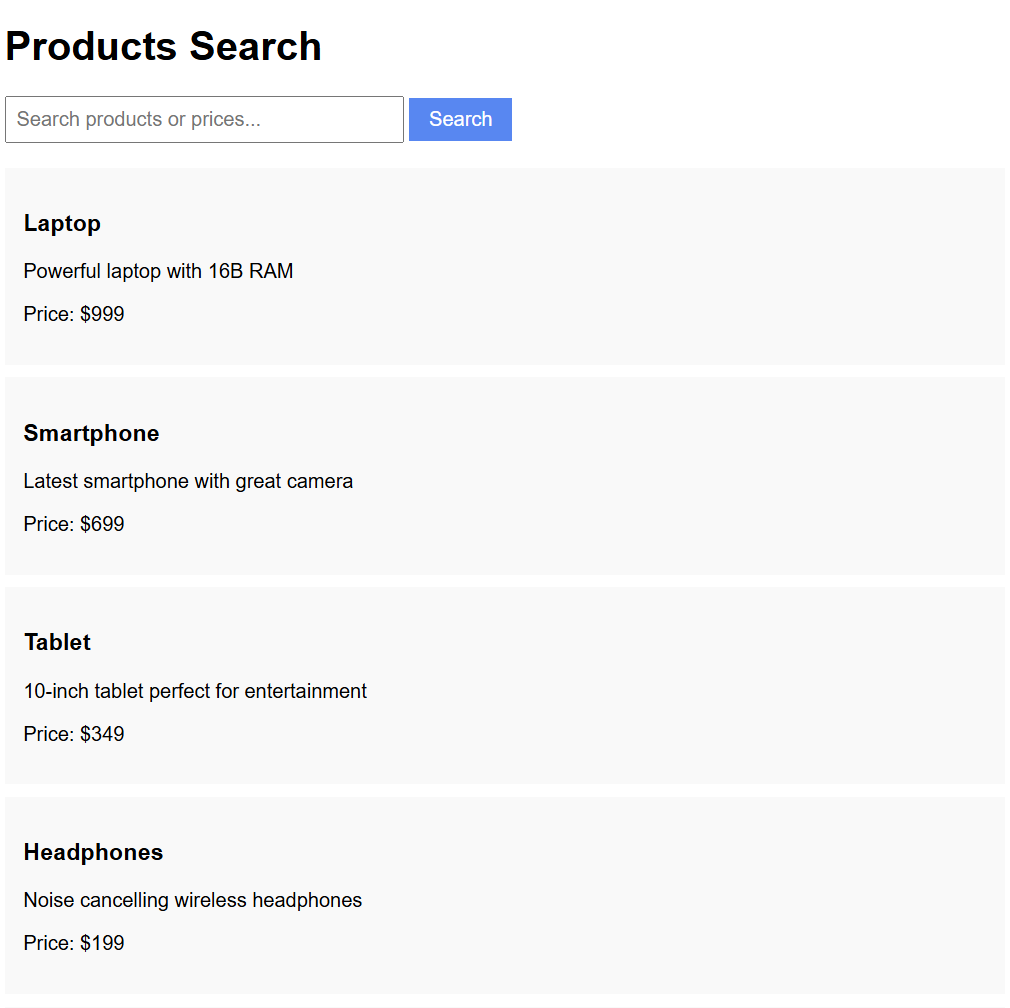 Products Search
Search products or prices...
Search
Laptop
Powerful laptop with 16B RAM
Price: $999
Smartphone
Latest smartphone with great camera
Price: $699
Tablet
10-inch tablet perfect for entertainment
Price: $349
Headphones
Noise cancelling wireless headphones
Price: $199